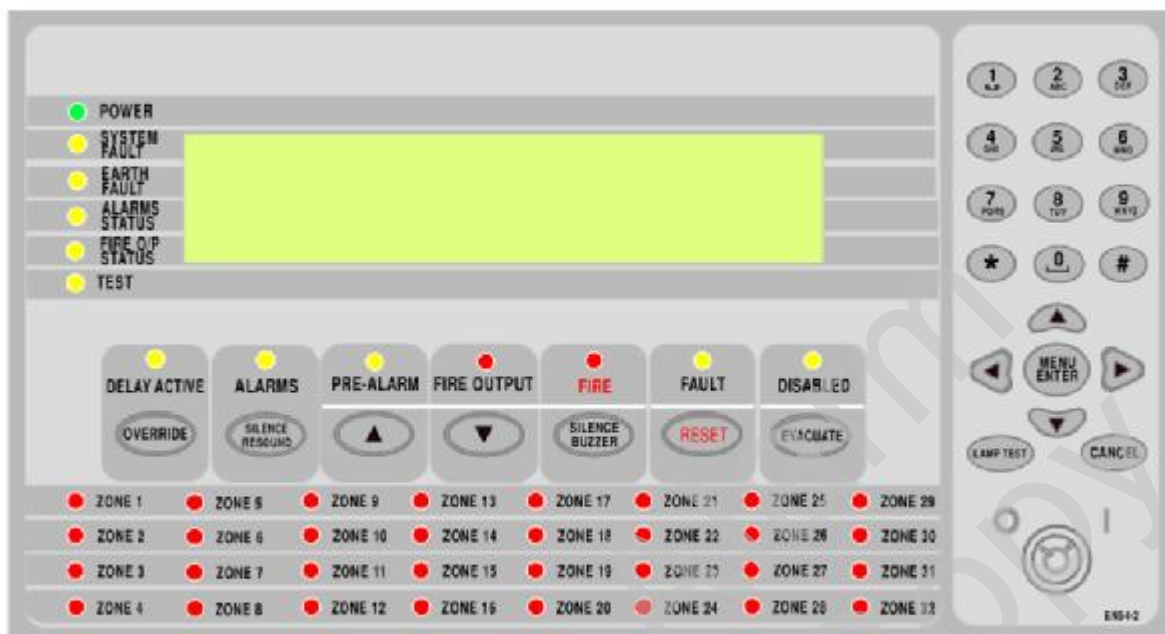 POWER
SYSTEM
FAULT
EARTH
FAULT
ALARMS
STATUS
FIRE O/P
STATUS
TEST
DELAY ACTIVE ALARMS PRE-ALARM FIRE OUTPUT FIRE FAULT DISABLED
OVERRIDE SILENCE
RESOUND ▲ ▼ SILENCE
BUZZER RESET EVACUATE
ZONE 1 ZONE 5 ZONE 9 ZONE 13 ZONE 17 ZONE 21 ZONE 25 ZONE 29
ZONE 2 ZONE 6 ZONE 10 ZONE 14 ZONE 18 ZONE 22 ZONE 26 ZONE 30
ZONE 3 ZONE 7 ZONE 11 ZONE 15 ZONE 19 ZONE 23 ZONE 27 ZONE 31
ZONE 4 ZONE 8 ZONE 12 ZONE 16 ZONE 20 ZONE 24 ZONE 28 ZONE 32
1 2 3
ABC DEF
4 5 6
GHI JKL MNO
7 8 9
PQRS TUV WXYZ
* 0 #
MENU
ENTER
LAMP TEST CANCEL
EN54-2